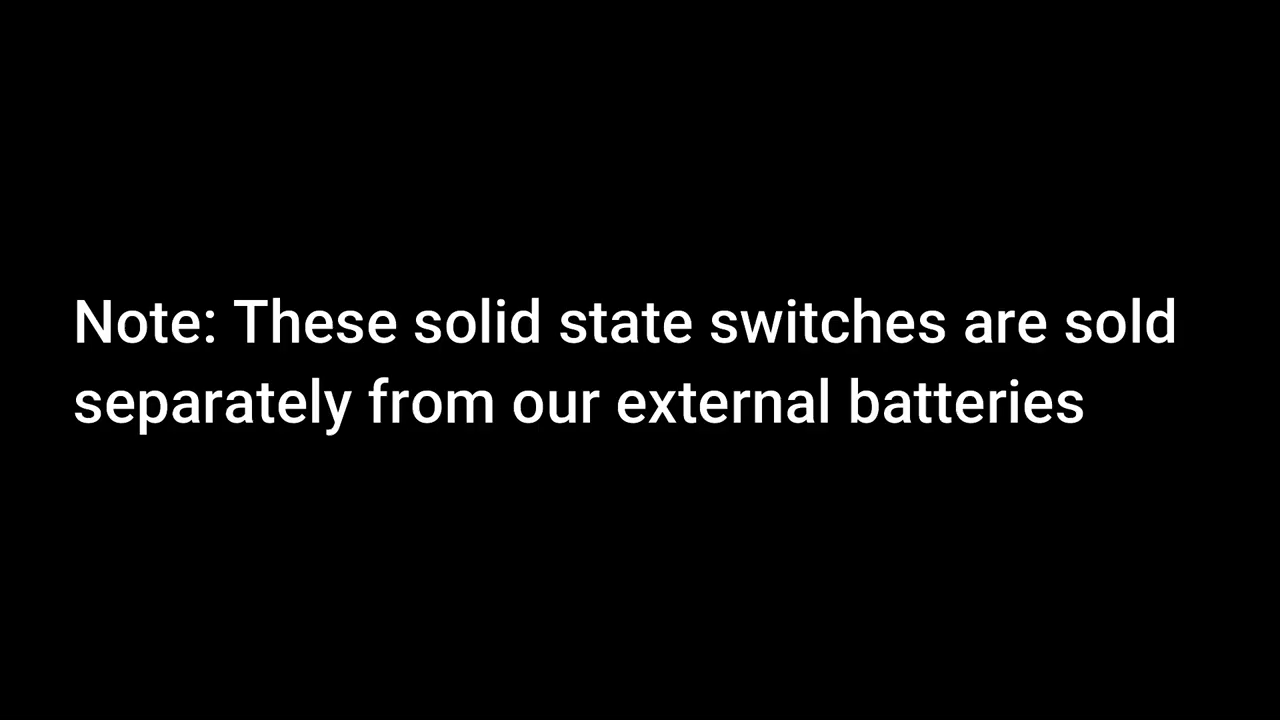 Note: These solid state switches are sold
separately from our external batteries